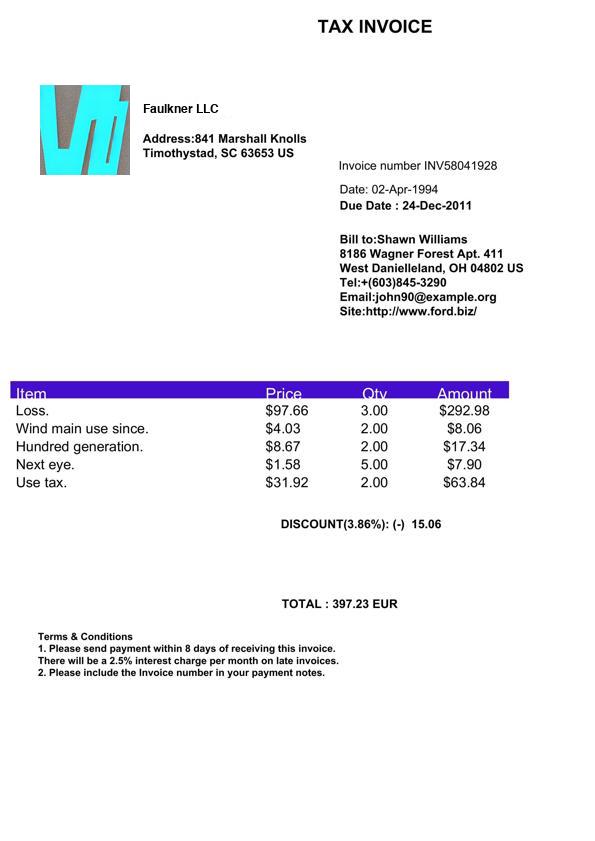 TAX INVOICE
Faulkner LLC
Address:841 Marshall Knolls
Timothystad, SC 63653 US
Invoice number INV58041928
Date: 02-Apr-1994
Due Date : 24-Dec-2011
Bill to:Shawn Williams
8186 Wagner Forest Apt. 411
West Danielleland, OH 04802 US
Tel:+(603)845-3290
Email:john90@example.org
Site:http://www.ford.biz/
Item Price Qty Amount
Loss. $97.66 3.00 $292.98
Wind main use since. $4.03 2.00 $8.06
Hundred generation. $8.67 2.00 $17.34
Next eye. $1.58 5.00 $7.90
Use tax. $31.92 2.00 $63.84
DISCOUNT(3.86%): (-) 15.06
TOTAL : 397.23 EUR
Terms & Conditions
1. Please send payment within 8 days of receiving this invoice.
There will be a 2.5% interest charge per month on late invoices.
2. Please include the Invoice number in your payment notes.